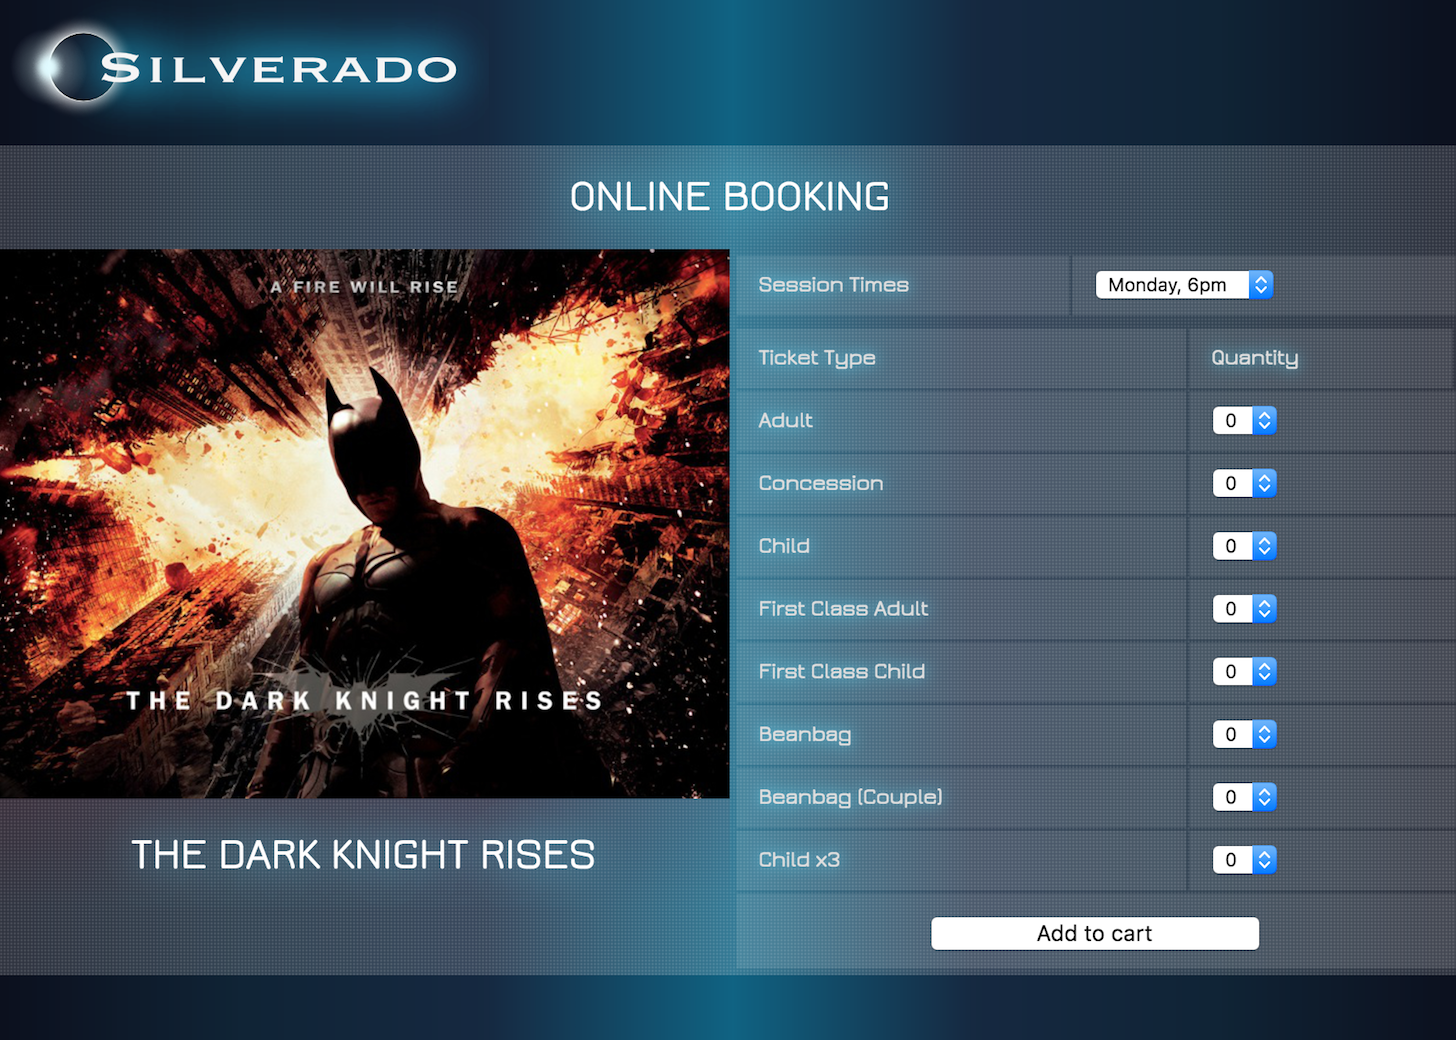 SILVERADO
ONLINE BOOKING
A FIRE WILL RISE
THE DARK KNIGHT RISES
THE DARK KNIGHT RISES
Session Times Monday, 6pm
Ticket Type Quantity
Adult 0
Concession 0
Child 0
First Class Adult 0
First Class Child 0
Beanbag 0
Beanbag (Couple) 0
Child x3 0
Add to cart